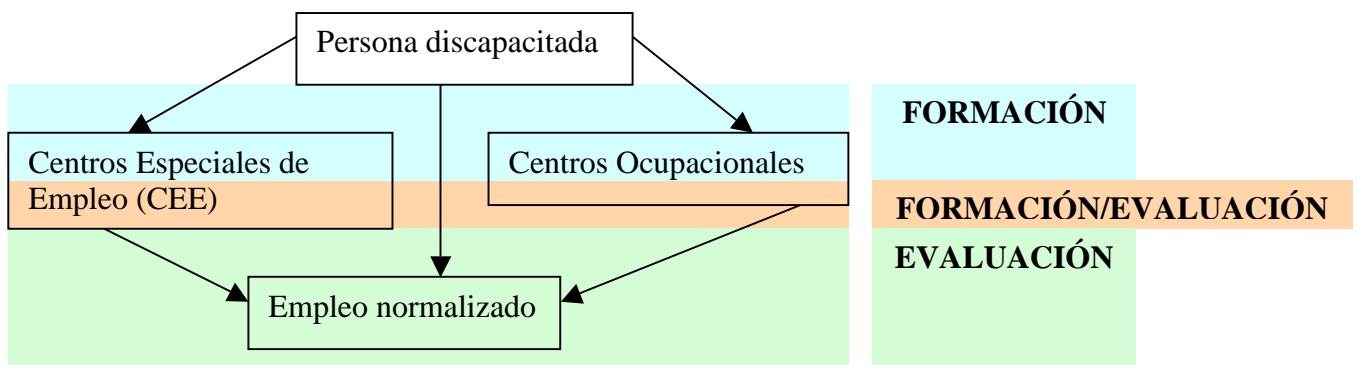 Persona discapacitada
FORMACIÓN
Centros Especiales de
Empleo (CEE)
Centros Ocupacionales
FORMACIÓN/EVALUACIÓN
EVALUACIÓN
Empleo normalizado